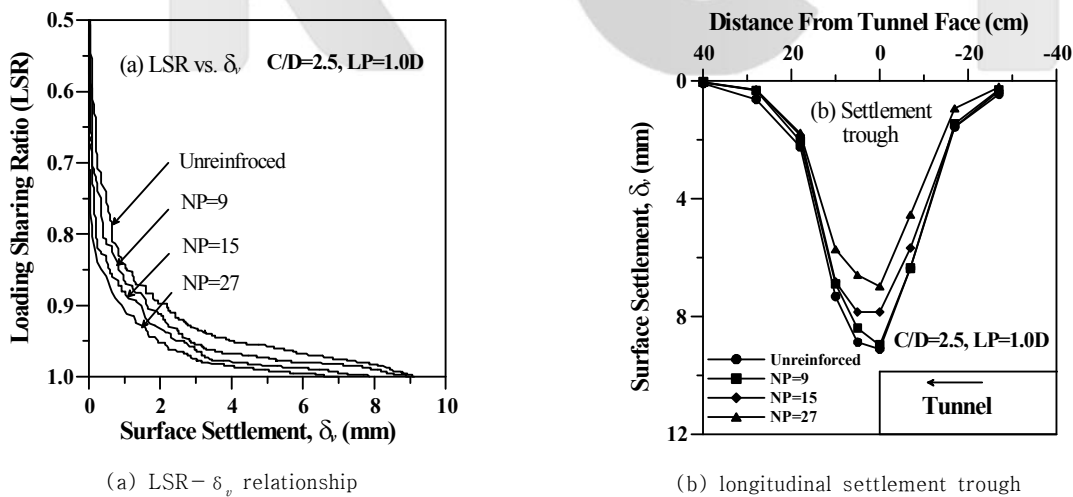 0.5
0.6
0.7
0.8
0.9
1.0
Loading Sharing Ratio (LSR)
(a) LSR vs. δᵥ C/D=2.5, LP=1.0D
Unreinfroced
NP=9
NP=15
NP=27
0 2 4 6 8 10
Surface Settlement, δᵥ (mm)
(a) LSR- δᵥ relationship
Distance From Tunnel Face (cm)
40 20 0 -20 -40
0
4
8
12
Surface Settlement, δᵥ (mm)
(b) Settlement
trough
C/D=2.5, LP=1.0D
Unreinforced
NP=9
NP=15
NP=27
Tunnel
(b) longitudinal settlement trough